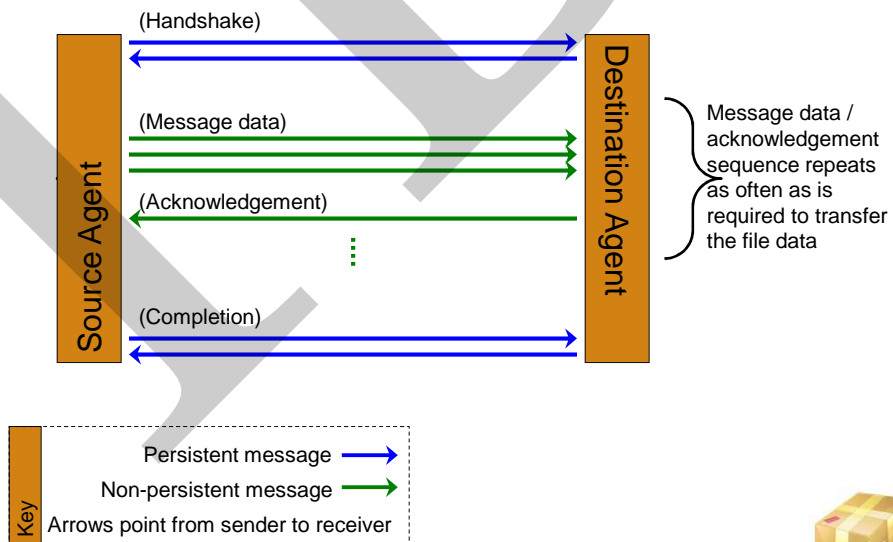 (Handshake)
Source Agent
Destination Agent
(Message data)
(Acknowledgement)
(Completion)
Message data /
acknowledgement
sequence repeats
as often as is
required to transfer
the file data
Key
Persistent message
Non-persistent message
Arrows point from sender to receiver